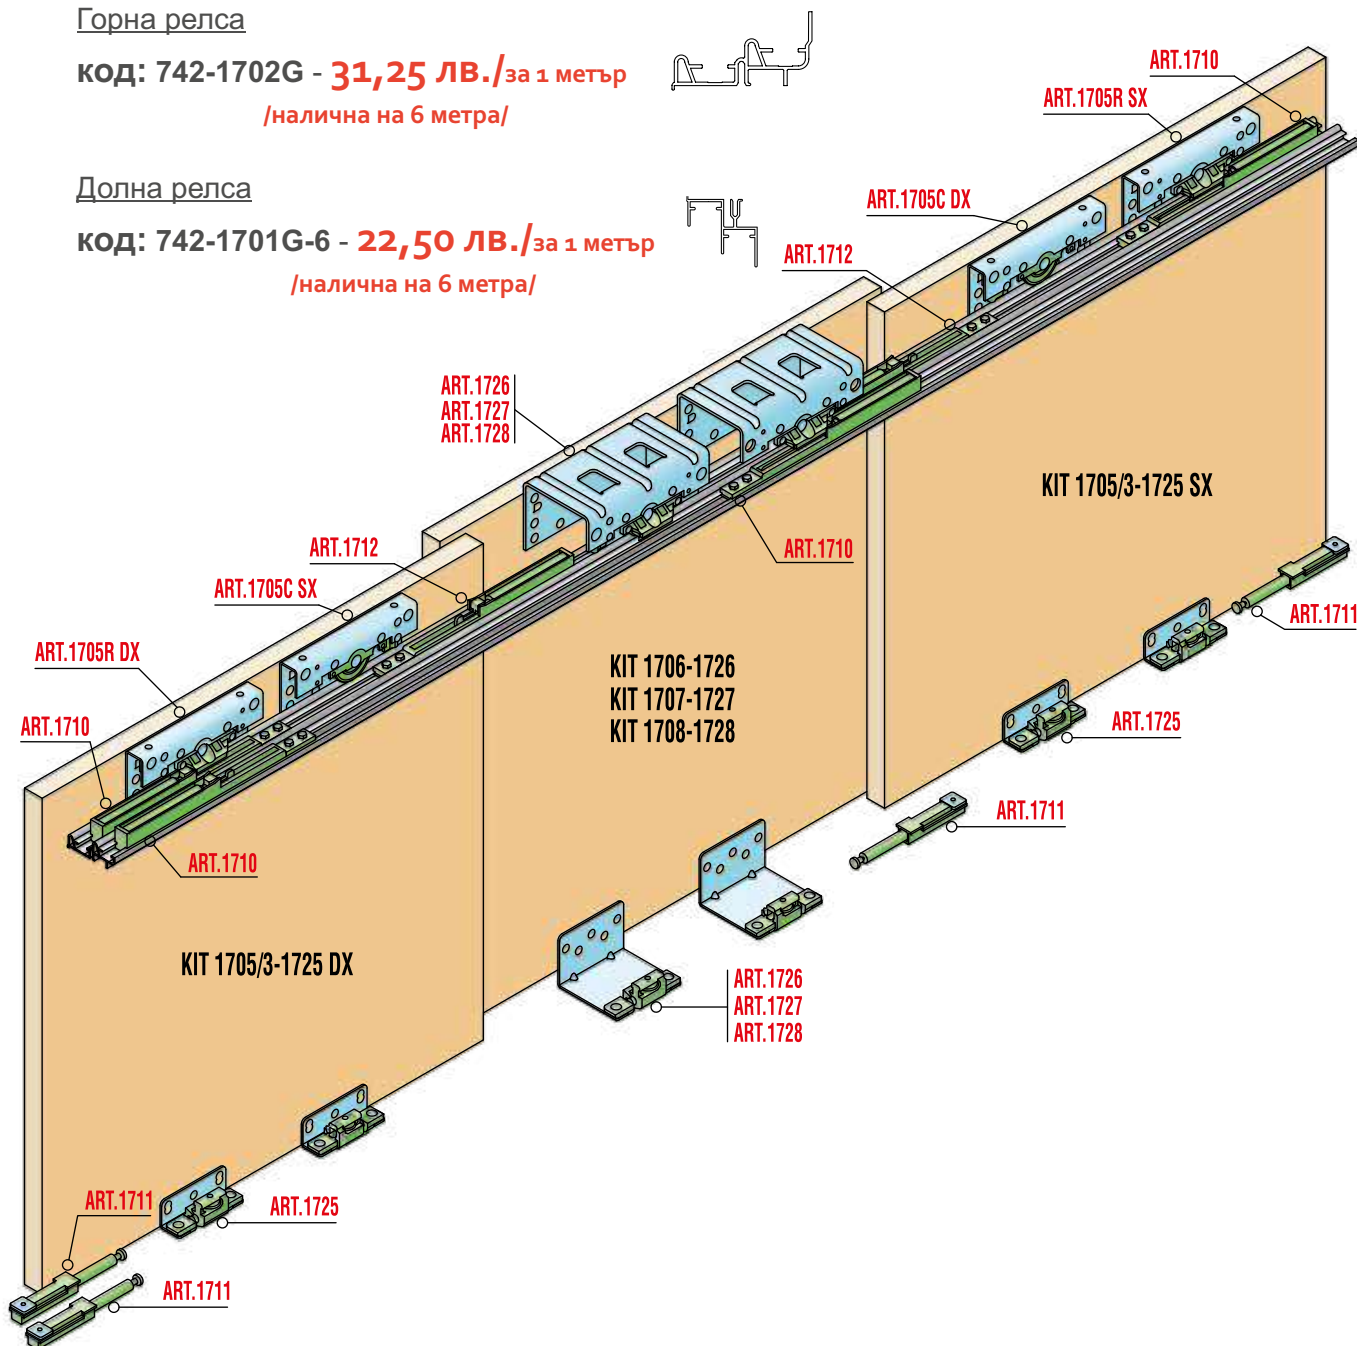 Горна релса
код: 742-1702G - 31,25 ЛВ./за 1 метър
/налична на 6 метра/
Долна релса
код: 742-1701G-6 - 22,50 ЛВ./за 1 метър
/налична на 6 метра/
ART.1710
ART.1705R SX
ART.1705C DX
ART.1712
ART.1726
ART.1727
ART.1728
KIT 1705/3-1725 SX
ART.1710
ART.1712
ART.1705C SX
ART.1711
ART.1705R DX
KIT 1706-1726
KIT 1707-1727
KIT 1708-1728
ART.1710
ART.1725
ART.1711
ART.1710
KIT 1705/3-1725 DX
ART.1726
ART.1727
ART.1728
ART.1711
ART.1725
ART.1711